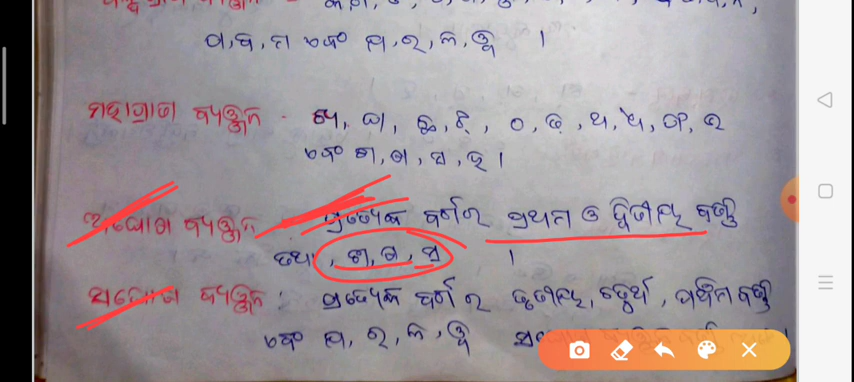 ପ, ବ, ମ ଏବଂ ଯ, ର, ଳ, ୱ ।
ମହାପ୍ରାଣ ବ୍ୟଞ୍ଜନ - ଖ, ଘ, ଛ, ଝ, ଠ, ଢ, ଥ, ଧ, ଫ, ଭ
ଏବଂ ଶ, ଷ, ସ, ହ ।
ଅଘୋଷ ବ୍ୟଞ୍ଜନ - ପ୍ରତ୍ୟେକ ବର୍ଗର ପ୍ରଥମ ଓ ଦ୍ୱିତୀୟ ବର୍ଣ୍ଣ
ତଥା, ଶ, ଷ, ସ ।
ବ୍ୟଞ୍ଜନ : ପ୍ରତ୍ୟେକ ବର୍ଗ ର ତୃତୀୟ, ଚତୁର୍ଥ, ପଞ୍ଚମ ବର୍ଣ୍ଣ
ଏବଂ ଯ, ର, ଳ, ୱ